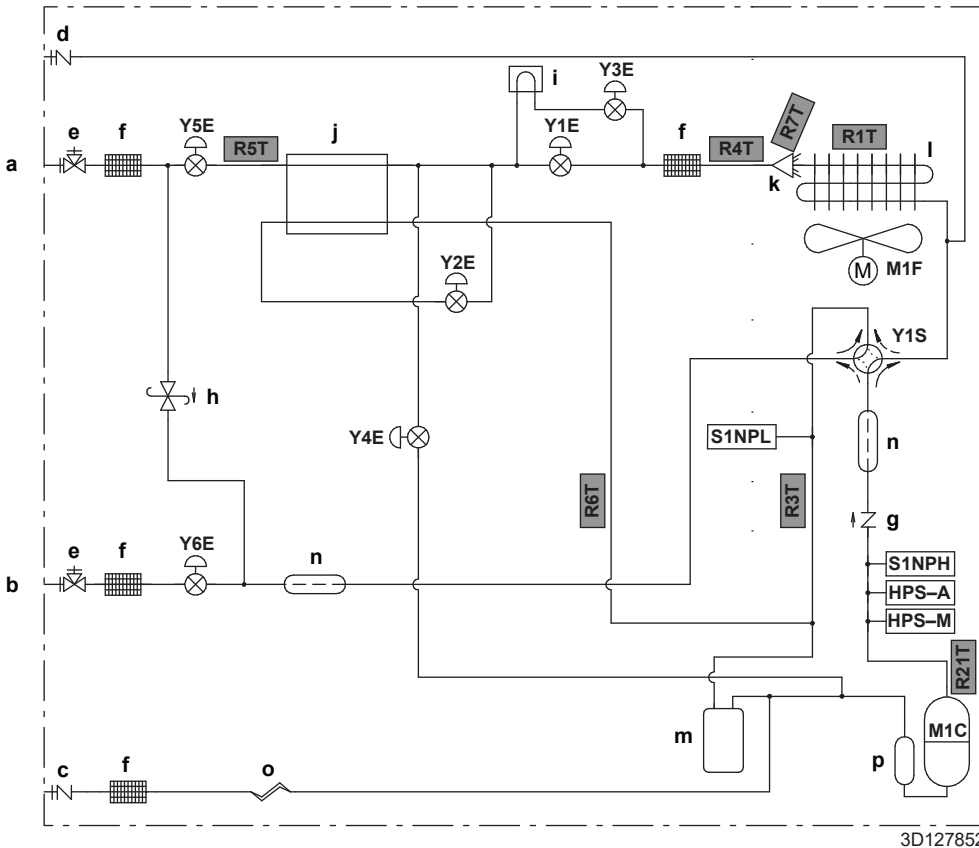 d
i
Y3E
e
f
Y5E
R5T
j
Y1E
f
R4T
R7T
R1T
l
a
k
Y2E
M
M1F
Y1S
h
Y4E
S1NPL
n
R6T
R3T
g
e
f
Y6E
n
S1NPH
b
HPS–A
HPS–M
R21T
m
M1C
p
c
f
o
3D127852